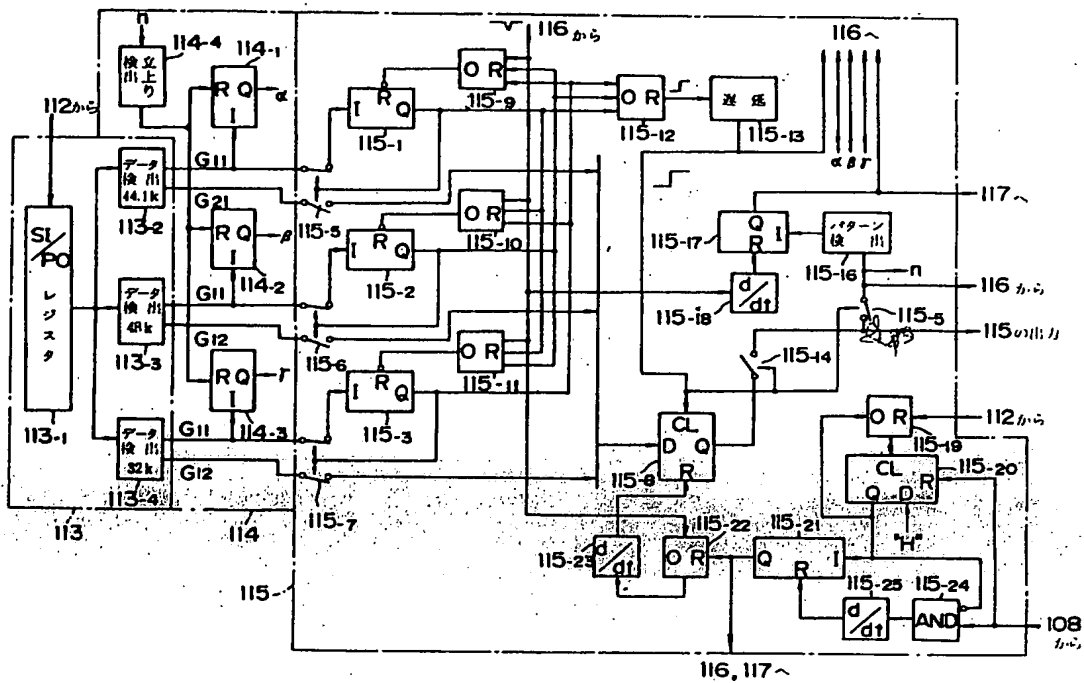 n
114-4
立上り
検出
114-1
R Q
I
α
112から
116から
OR
115-9
R
I Q
115-1
OR
115-12
遅延
115-13
116へ
α β γ
データ
検出
44.1k
113-2
G11
G21
R Q
I
β
114-2
115-5
OR
115-10
R
I Q
115-2
Q
R I
115-17
パターン
検出
115-16
117へ
n
d/dt
115-18
116から
115-5
115の出力
SI/PO
レジスタ
113-1
データ
検出
48k
113-3
G11
G12
R Q
I
γ
114-3
115-6
OR
115-11
R
I Q
115-3
115-14
CL
D Q
R
115-8
OR
115-19
112から
CL
R
Q D
115-20
"H"
データ
検出
32k
113-4
G11
G12
115-7
113
114
115
115-23
d/dt
OR
115-22
115-21
Q I
R
115-25
d/dt
115-24
AND
108から
116,117へ